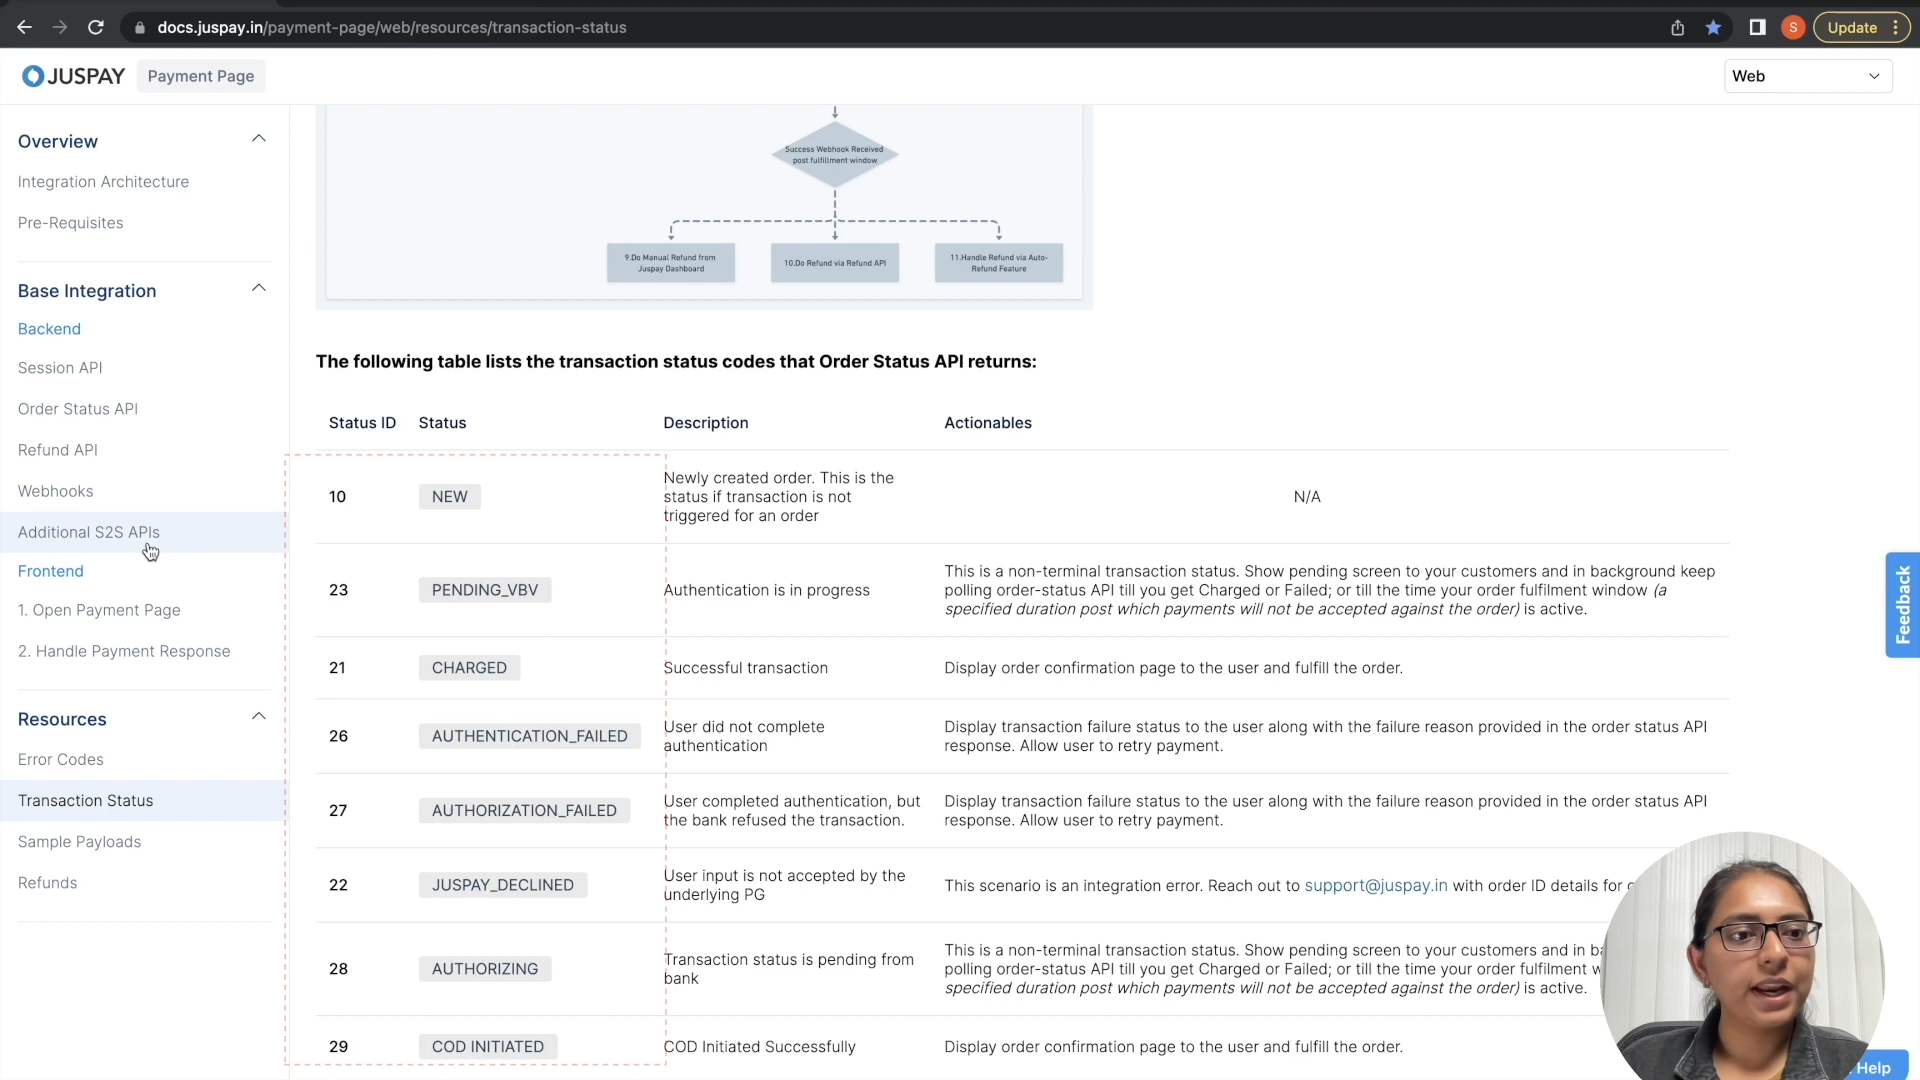 docs.juspay.in/payment-page/web/resources/transaction-status
S
Update
JUSPAY
Payment Page
Web
Overview
Integration Architecture
Pre-Requisites
Base Integration
Backend
Session API
Order Status API
Refund API
Webhooks
Additional S2S APIs
Frontend
1. Open Payment Page
2. Handle Payment Response
Resources
Error Codes
Transaction Status
Sample Payloads
Refunds
Success Webhook Received
post fulfillment window
9.Do Manual Refund from
Juspay Dashboard
10.Do Refund via Refund API
11.Handle Refund via Auto-
Refund Feature
The following table lists the transaction status codes that Order Status API returns:
Status ID Status Description Actionables
10 NEW
Newly created order. This is the
status if transaction is not
triggered for an order
N/A
23 PENDING_VBV Authentication is in progress
This is a non-terminal transaction status. Show pending screen to your customers and in background keep
polling order-status API till you get Charged or Failed; or till the time your order fulfilment window (a
specified duration post which payments will not be accepted against the order) is active.
21 CHARGED Successful transaction Display order confirmation page to the user and fulfill the order.
26 AUTHENTICATION_FAILED
User did not complete
authentication
Display transaction failure status to the user along with the failure reason provided in the order status API
response. Allow user to retry payment.
27 AUTHORIZATION_FAILED
User completed authentication, but
the bank refused the transaction.
Display transaction failure status to the user along with the failure reason provided in the order status API
response. Allow user to retry payment.
22 JUSPAY_DECLINED
User input is not accepted by the
underlying PG
This scenario is an integration error. Reach out to support@juspay.in with order ID details for
28 AUTHORIZING
Transaction status is pending from
bank
This is a non-terminal transaction status. Show pending screen to your customers and in
polling order-status API till you get Charged or Failed; or till the time your order fulfilment
specified duration post which payments will not be accepted against the order) is active.
29 COD INITIATED COD Initiated Successfully Display order confirmation page to the user and fulfill the order.
Feedback
Help